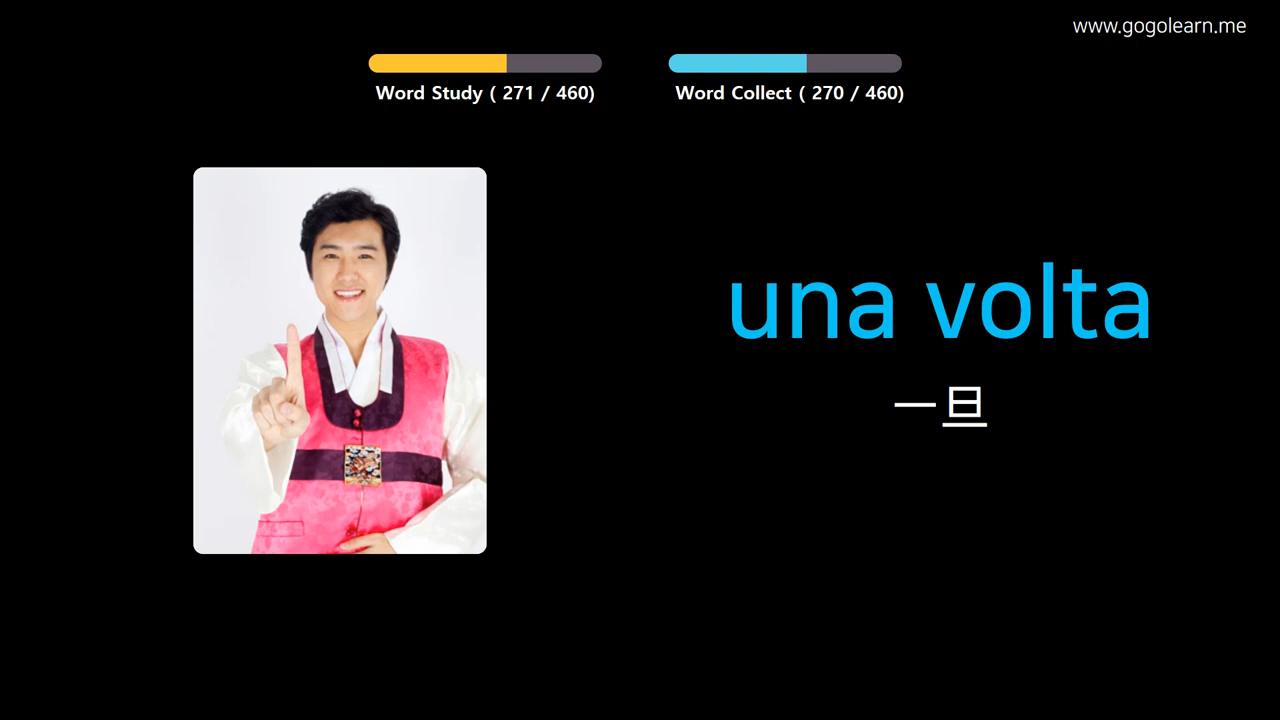 www.gogolearn.me
Word Study ( 271 / 460)
Word Collect ( 270 / 460)
una volta
一旦